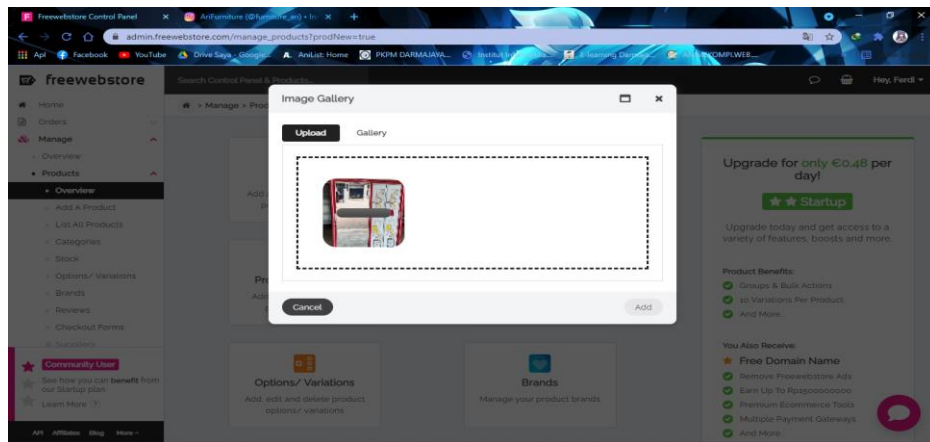 Freewebstore Control Panel
AriFurniture (@furniture_an) • In
admin.freewebstore.com/manage_products?prodNew=true
Apl
Facebook
YouTube
Drive Saya - Google...
AniList: Home
PKPM DARMAJAYA...
freewebstore
Search Control Panel & Products...
Hey, Ferdi
Home
Orders
Manage
Overview
Products
Overview
Add A Product
List All Products
Categories
Stock
Options/ Variations
Brands
Reviews
Checkout Forms
Suppliers
Community User
See how you can benefit from our Startup plan
Learn More
API Affiliates Blog More
> Manage >
Image Gallery
Upload
Gallery
Cancel
Add
Options/ Variations
Add, edit and delete product
options/ variations
Brands
Manage your product brands
Upgrade for only €0.48 per
day!
Startup
Upgrade today and get access to a
variety of features, boosts and more.
Product Benefits:
Groups & Bulk Actions
10 Variations Per Product
And More...
You Also Receive:
Free Domain Name
Remove Freewebstore Ads
Premium Ecommerce Tools
Multiple Payment Gateways
And More...